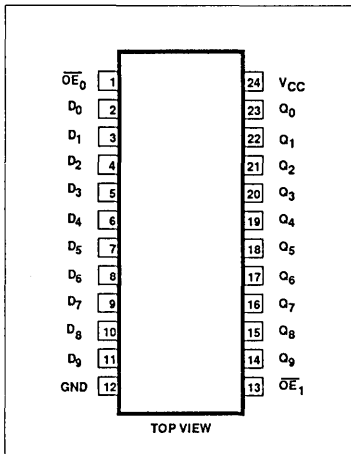 O̅E̅₀ 1 24 VCC
D₀ 2 23 Q₀
D₁ 3 22 Q₁
D₂ 4 21 Q₂
D₃ 5 20 Q₃
D₄ 6 19 Q₄
D₅ 7 18 Q₅
D₆ 8 17 Q₆
D₇ 9 16 Q₇
D₈ 10 15 Q₈
D₉ 11 14 Q₉
GND 12 13 O̅E̅₁
TOP VIEW